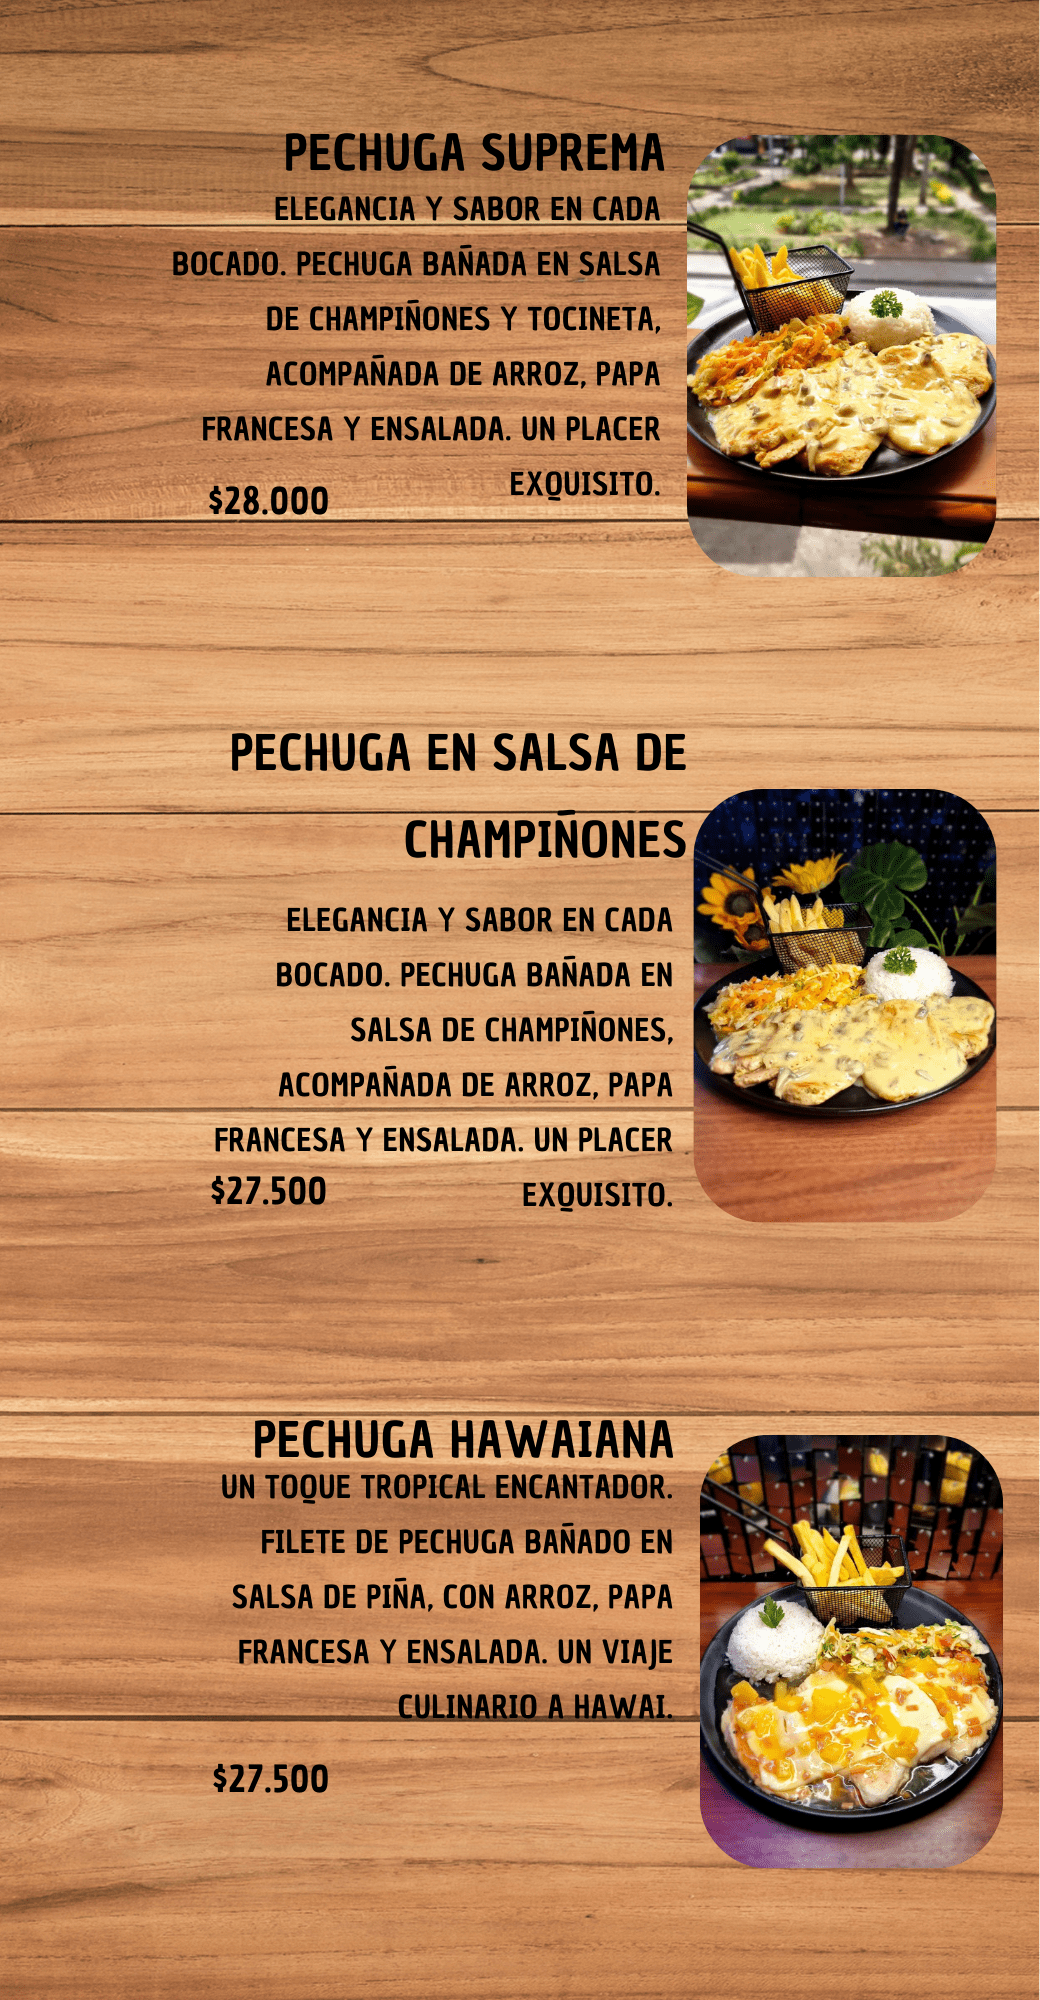 PECHUGA SUPREMA
ELEGANCIA Y SABOR EN CADA
BOCADO. PECHUGA BAÑADA EN SALSA
DE CHAMPIÑONES Y TOCINETA,
ACOMPAÑADA DE ARROZ, PAPA
FRANCESA Y ENSALADA. UN PLACER
EXQUISITO.
$28.000
PECHUGA EN SALSA DE
CHAMPIÑONES
ELEGANCIA Y SABOR EN CADA
BOCADO. PECHUGA BAÑADA EN
SALSA DE CHAMPIÑONES,
ACOMPAÑADA DE ARROZ, PAPA
FRANCESA Y ENSALADA. UN PLACER
EXQUISITO.
$27.500
PECHUGA HAWAIANA
UN TOQUE TROPICAL ENCANTADOR.
FILETE DE PECHUGA BAÑADO EN
SALSA DE PIÑA, CON ARROZ, PAPA
FRANCESA Y ENSALADA. UN VIAJE
CULINARIO A HAWAI.
$27.500